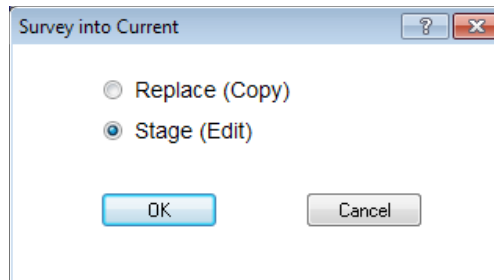 Survey into Current
Replace (Copy)
Stage (Edit)
OK Cancel